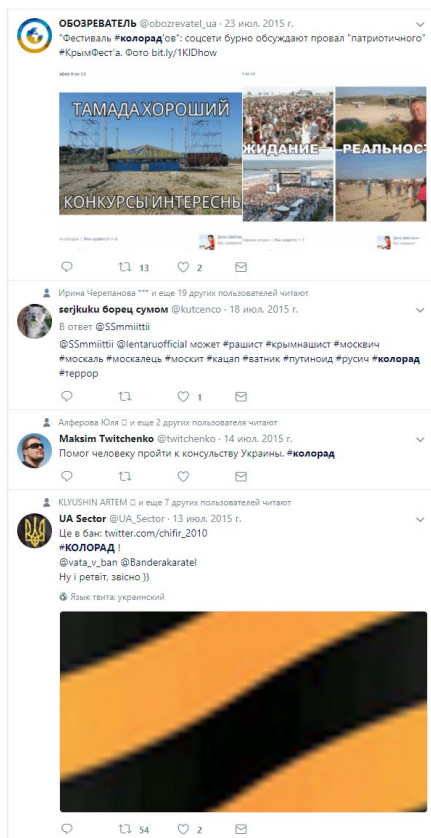 ОБОЗРЕВАТЕЛЬ @obozrevatel_ua · 23 июл. 2015 г.
"Фестиваль #колорад'ов": соцсети бурно обсуждают провал "патриотичного"
#КрымФест'а. Фото bit.ly/1KIDhow
ТАМАДА ХОРОШИЙ
КОНКУРСЫ ИНТЕРЕСНЫ
ЖИДАНИЕ — РЕАЛЬНОС
13 2
Ирина Черепанова *** и еще 19 других пользователей читают
serjkuku борец сумом @kutcenco · 18 июл. 2015 г.
В ответ @SSmmiittii
@SSmmiittii @lentaruofficial может #рашист #крымнашист #москвич
#москаль #москалець #москит #кацап #ватник #путиноид #русич #колорад
#террор
1
Алферова Юля и еще 2 других пользователя читают
Maksim Twitchenko @twitchenko · 14 июл. 2015 г.
Помог человеку пройти к консульству Украины. #колорад
KLYUSHIN ARTEM и еще 7 других пользователей читают
UA Sector @UA_Sector · 13 июл. 2015 г.
Це в бан: twitter.com/chifir_2010
#КОЛОРАД !
@vata_v_ban @Banderakaratel
Ну і ретвіт, звісно ))
Язык твита: украинский
54 2